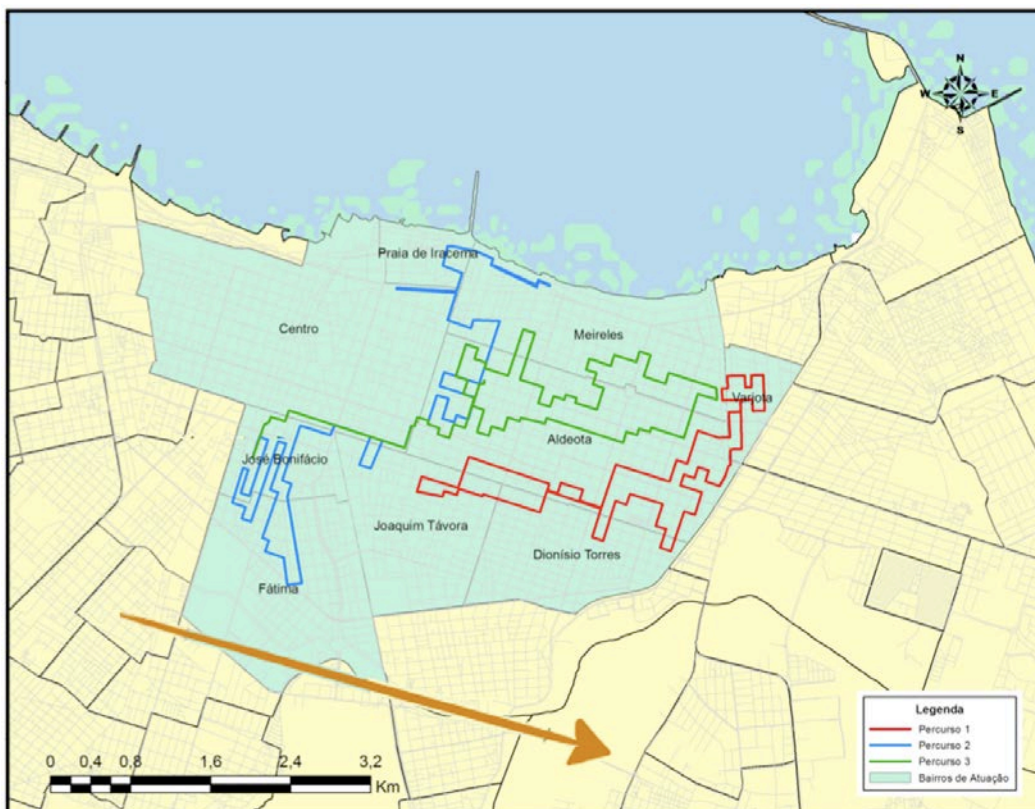 N
W E
S
Praia de Iracema
Centro
Meireles
Varjota
Aldeota
José Bonifácio
Joaquim Távora
Dionísio Torres
Fátima
0 0,4 0,8 1,6 2,4 3,2
Km
Legenda
Percurso 1
Percurso 2
Percurso 3
Bairros de Atuação